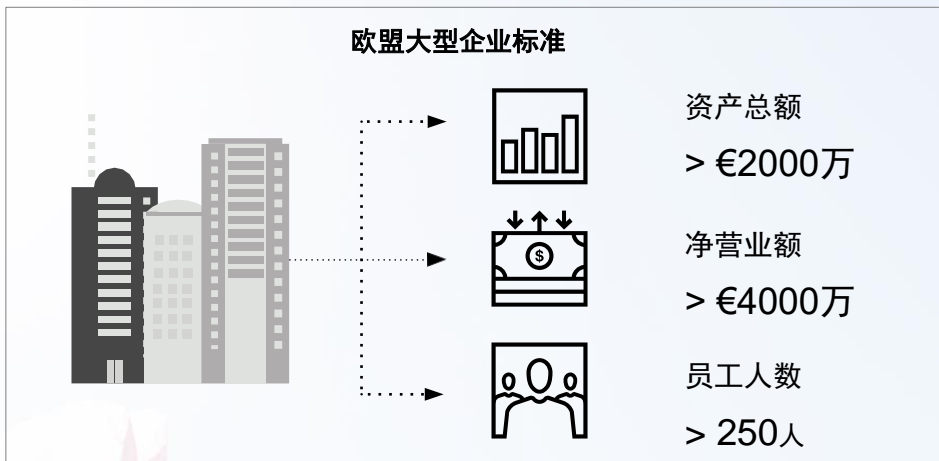 欧盟大型企业标准
资产总额
> €2000万
$
净营业额
> €4000万
员工人数
> 250人